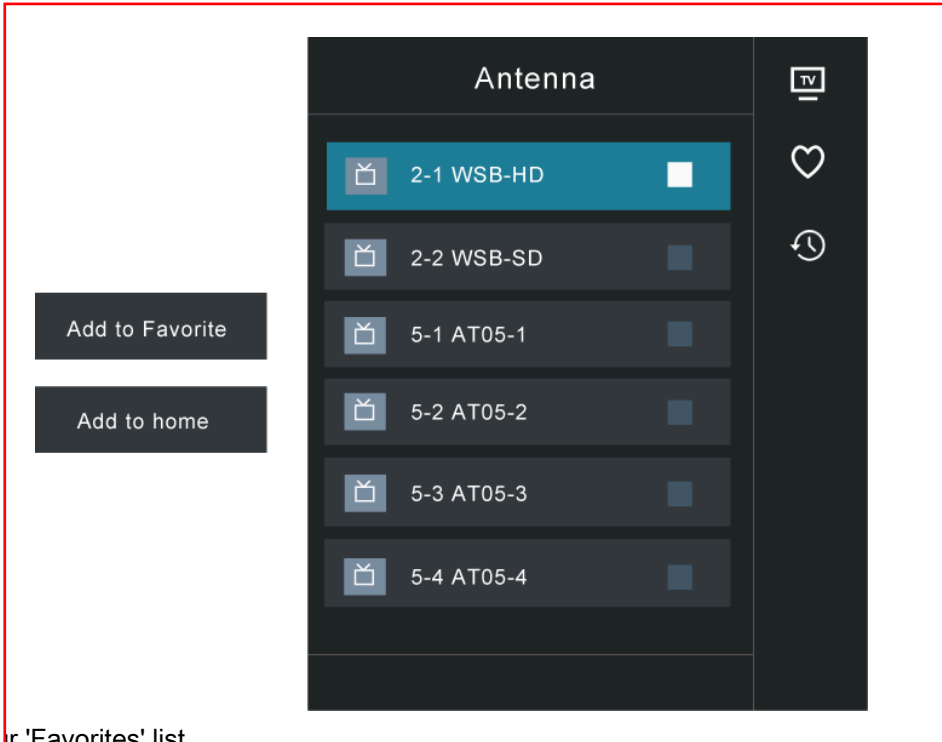 Antenna
TV
2-1 WSB-HD
2-2 WSB-SD
5-1 AT05-1
5-2 AT05-2
5-3 AT05-3
5-4 AT05-4
Add to Favorite
Add to home
'Favorites' list